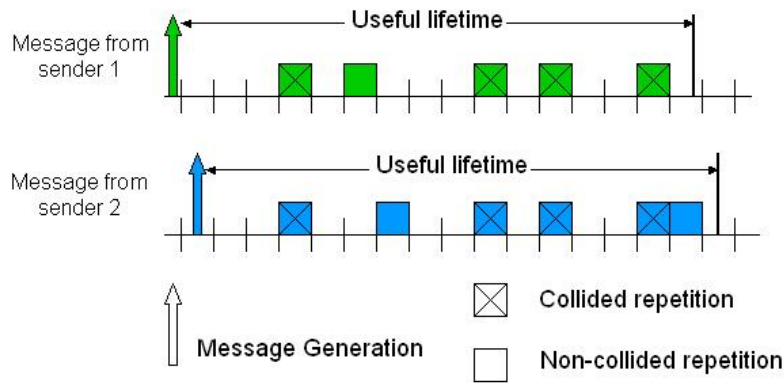 Useful lifetime
Message from
sender 1
Useful lifetime
Message from
sender 2
Collided repetition
Message Generation
Non-collided repetition